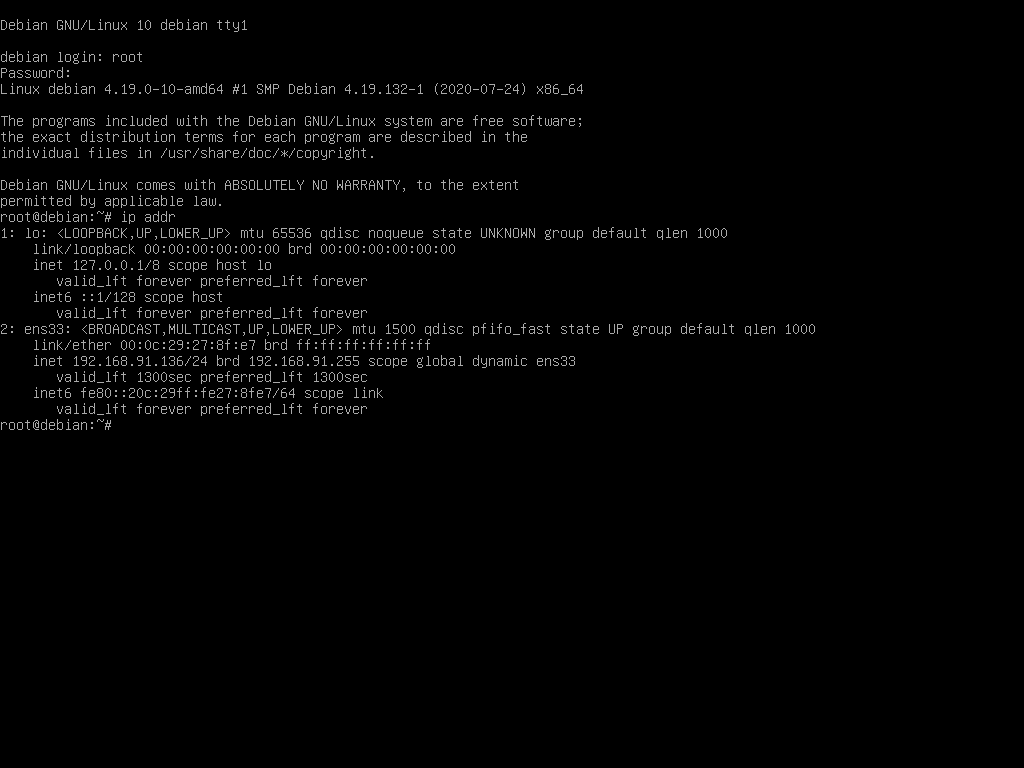 Debian GNU/Linux 10 debian tty1
debian login: root
Password:
Linux debian 4.19.0-10-amd64 #1 SMP Debian 4.19.132-1 (2020-07-24) x86_64
The programs included with the Debian GNU/Linux system are free software;
the exact distribution terms for each program are described in the
individual files in /usr/share/doc/*/copyright.
Debian GNU/Linux comes with ABSOLUTELY NO WARRANTY, to the extent
permitted by applicable law.
root@debian:~# ip addr
1: lo: <LOOPBACK,UP,LOWER_UP> mtu 65536 qdisc noqueue state UNKNOWN group default qlen 1000
    link/loopback 00:00:00:00:00:00 brd 00:00:00:00:00:00
    inet 127.0.0.1/8 scope host lo
       valid_lft forever preferred_lft forever
    inet6 ::1/128 scope host
       valid_lft forever preferred_lft forever
2: ens33: <BROADCAST,MULTICAST,UP,LOWER_UP> mtu 1500 qdisc pfifo_fast state UP group default qlen 1000
    link/ether 00:0c:29:27:8f:e7 brd ff:ff:ff:ff:ff:ff
    inet 192.168.91.136/24 brd 192.168.91.255 scope global dynamic ens33
       valid_lft 1300sec preferred_lft 1300sec
    inet6 fe80::20c:29ff:fe27:8fe7/64 scope link
       valid_lft forever preferred_lft forever
root@debian:~#